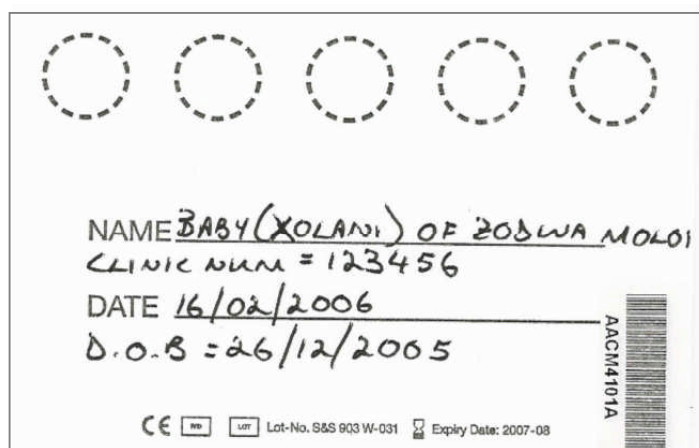 NAME BABY (XOLANI) OF ZODWA MOLOI
CLINIC NUM = 123456
DATE 16/02/2006
D.O.B = 26/12/2005
AACM4101A
CE IVD LOT Lot-No. S&S 903 W-031 Expiry Date: 2007-08